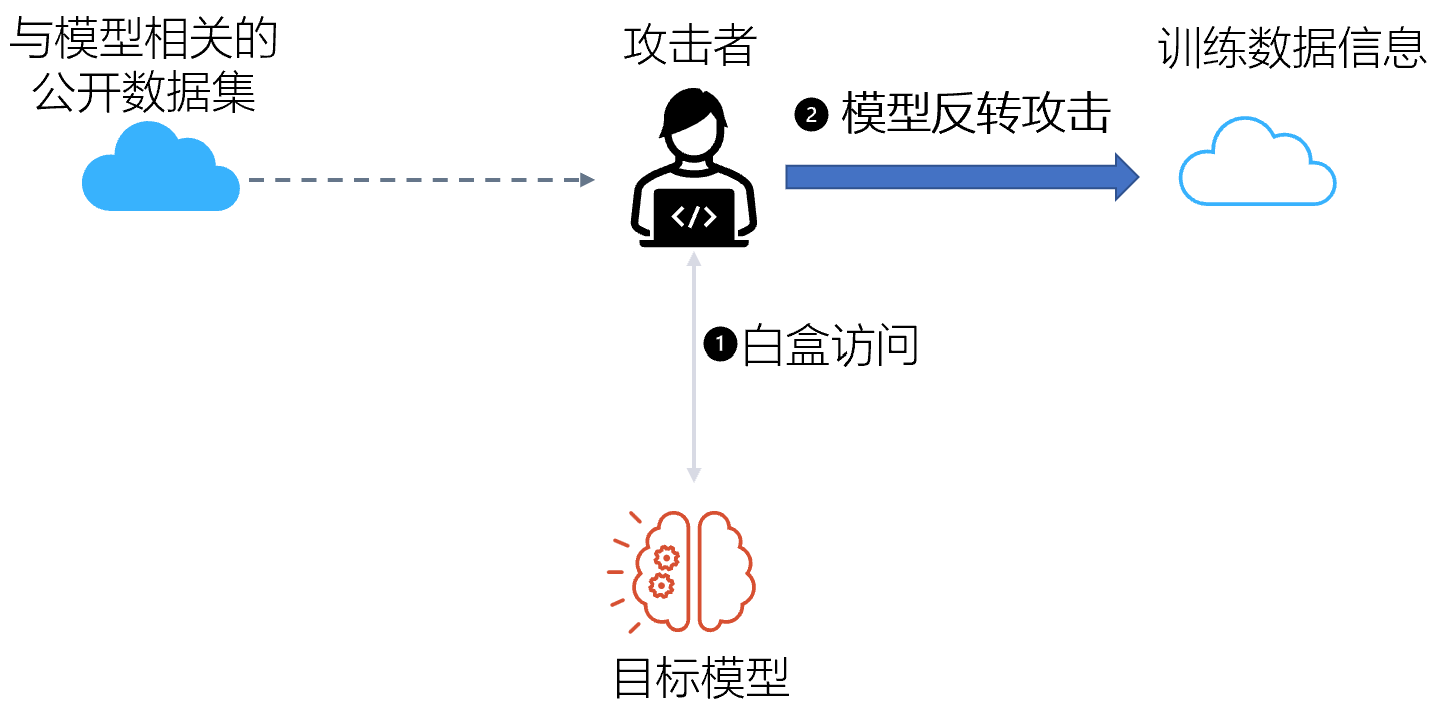 与模型相关的
公开数据集
攻击者
训练数据信息
❷ 模型反转攻击
</>
❶白盒访问
目标模型